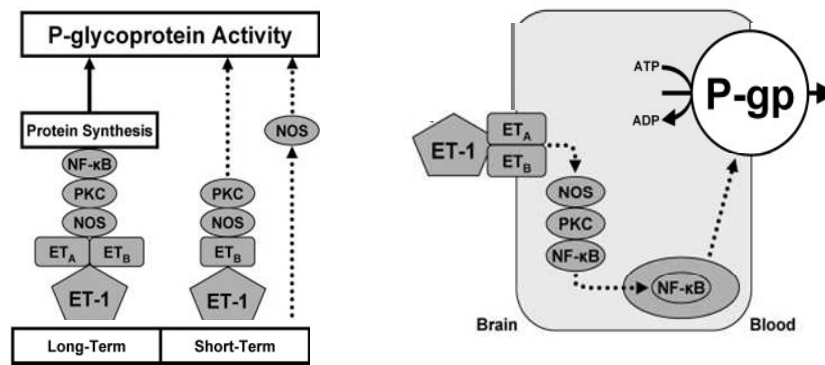 P-glycoprotein Activity
Protein Synthesis
NF-κB
PKC
NOS
ETA ETB
ET-1
PKC
NOS
ETB
ET-1
NOS
Long-Term Short-Term
ATP
ADP
P-gp
ET-1
ETA
ETB
NOS
PKC
NF-κB
NF-κB
Brain
Blood